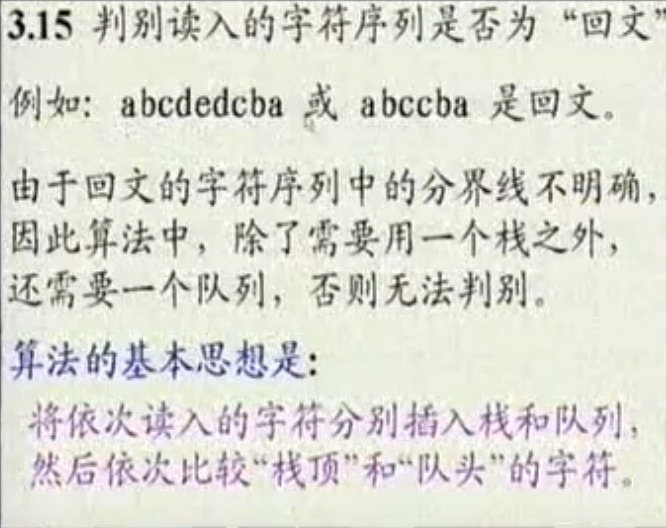 3.15 判别读入的字符序列是否为 “回文”
例如: abcdedcba 或 abccba 是回文。
由于回文的字符序列中的分界线不明确,
因此算法中, 除了需要用一个栈之外,
还需要一个队列, 否则无法判别。
算法的基本思想是:
将依次读入的字符分别插入栈和队列,
然后依次比较“栈顶”和“队头”的字符。